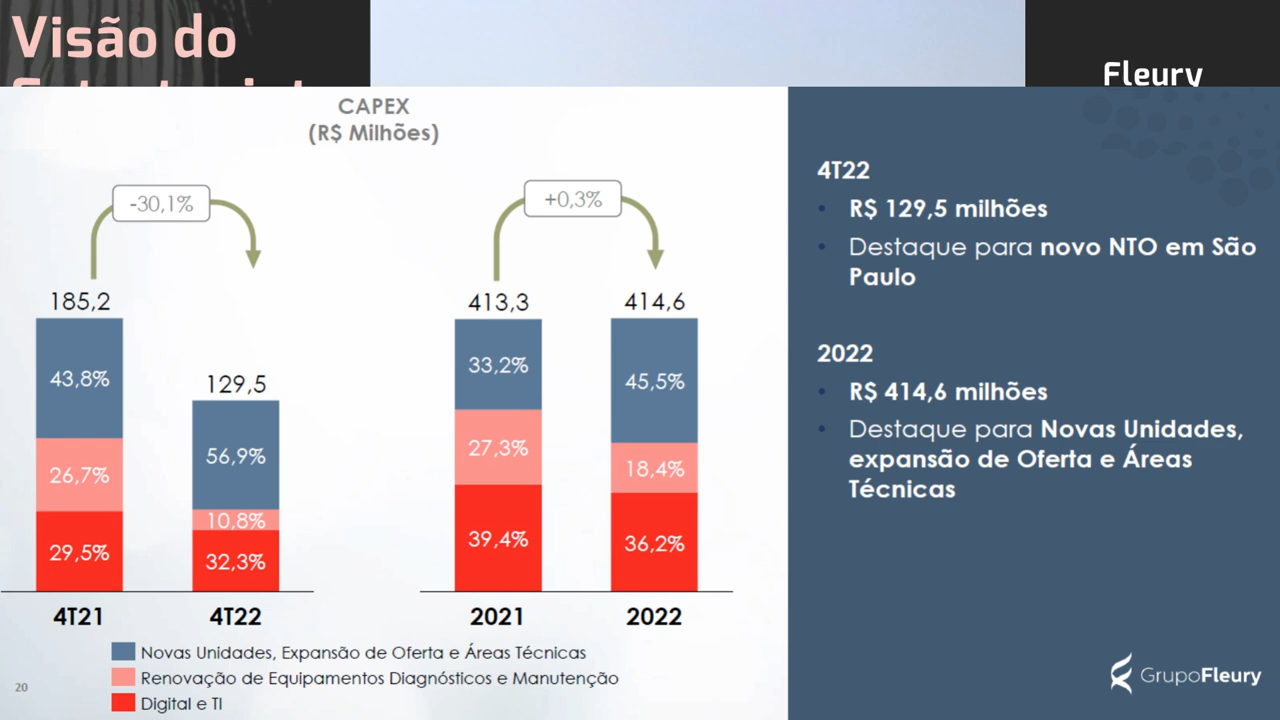 Visão do
Fleury
CAPEX
(R$ Milhões)
-30,1%
+0,3%
185,2
129,5
413,3
414,6
43,8%
26,7%
29,5%
56,9%
10,8%
32,3%
33,2%
27,3%
39,4%
45,5%
18,4%
36,2%
4T21
4T22
2021
2022
Novas Unidades, Expansão de Oferta e Áreas Técnicas
Renovação de Equipamentos Diagnósticos e Manutenção
Digital e TI
20
4T22
• R$ 129,5 milhões
• Destaque para novo NTO em São
Paulo
2022
• R$ 414,6 milhões
• Destaque para Novas Unidades,
expansão de Oferta e Áreas
Técnicas
GrupoFleury